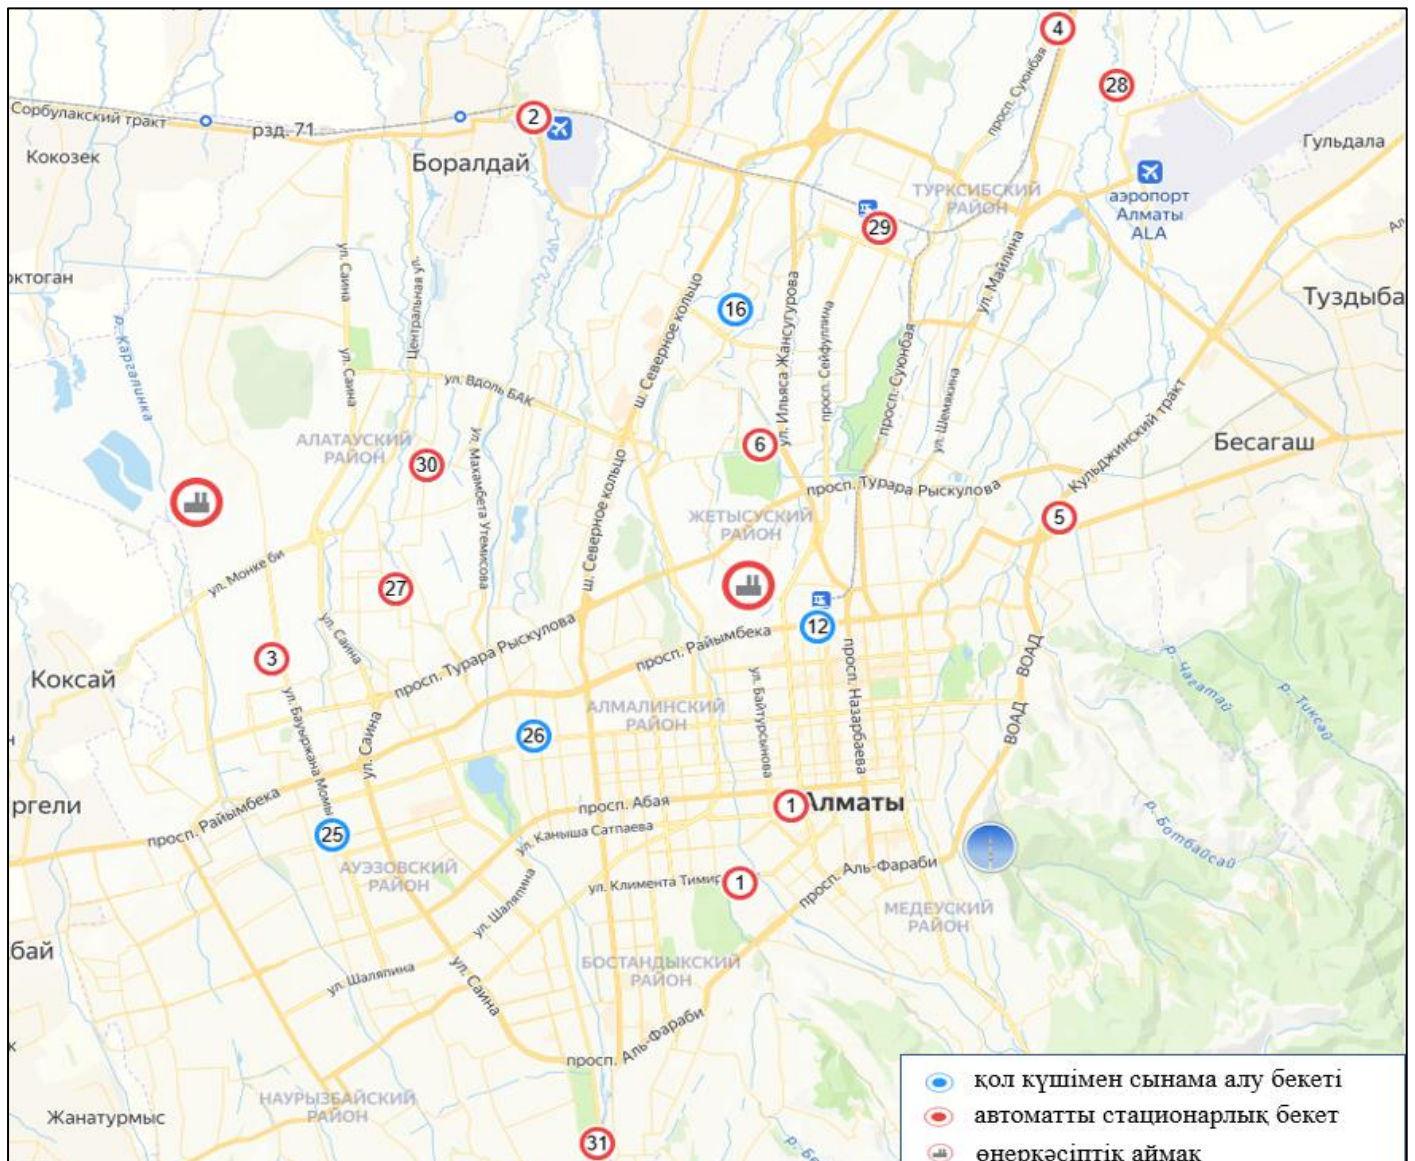 4
28
Сорбулакский тракт
рзд. 71
2
просп. Суюнбая
Кокозек
Боралдай
Гульдала
ТУРКСИБСКИЙ
РАЙОН
аэропорт
Алматы
ALA
29
Ал
октоган
ул. Саина
Центральная ул.
ул. Майлина
Туздыба
16
ш. Северное кольцо
ул. Ильяса Жансугурова
просп. Сейфуллина
р. Каргалинка
ул. Саина
ул. Вдоль БАК
просп. Суюнбая
ул. Шемякина
Кульджинский тракт
АЛАТАУСКИЙ
РАЙОН
30
6
Бесагаш
ул. Махамбета Утемисова
ш. Северное кольцо
просп. Турара Рыскулова
ЖЕТЫСУСКИЙ
РАЙОН
5
ул. Монке би
27
12
ул. Саина
просп. Турара Рыскулова
просп. Райымбека
3
Коксай
ВОАД
ВОАД
р. Чагатай
р. Тиксай
ул. Бауыржана Момы
ул. Саина
АЛМАЛИНСКИЙ
РАЙОН
ул. Байтурсынова
просп. Назарбаева
26
ргели
просп. Райымбека
25
просп. Абая
1
Алматы
р. Ботбайсай
ул. Каныша Сатпаева
АУЭЗОВСКИЙ
РАЙОН
ул. Климента Тимир
1
просп. Аль-Фараби
ул. Шаляпина
МЕДЕУСКИЙ
РАЙОН
бай
ул. Шаляпина
ул. Саина
БОСТАНДЫКСКИЙ
РАЙОН
просп. Аль-Фараби
НАУРЫЗБАЙСКИЙ
РАЙОН
Жанатурмыс
31
р. Бе
қол күшімен сынама алу бекеті
автоматты стационарлық бекет
өнеркәсіптік аймақ